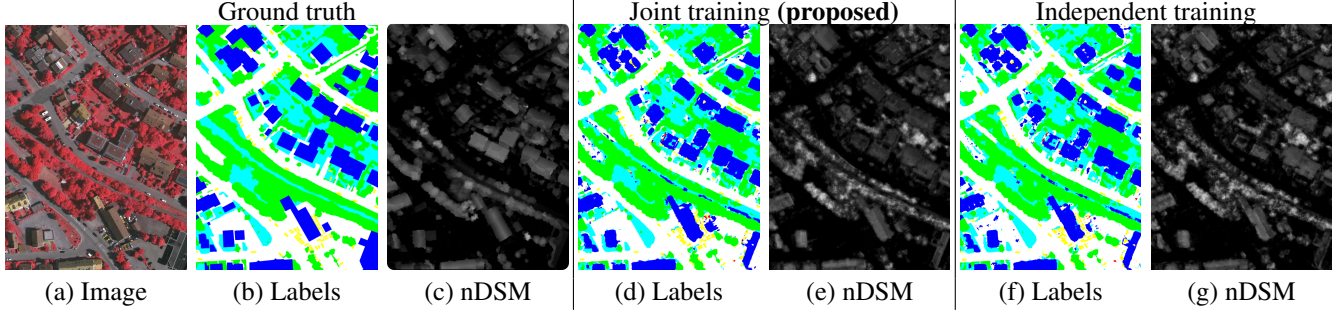 Ground truth
Joint training (proposed)
Independent training
(a) Image
(b) Labels
(c) nDSM
(d) Labels
(e) nDSM
(f) Labels
(g) nDSM